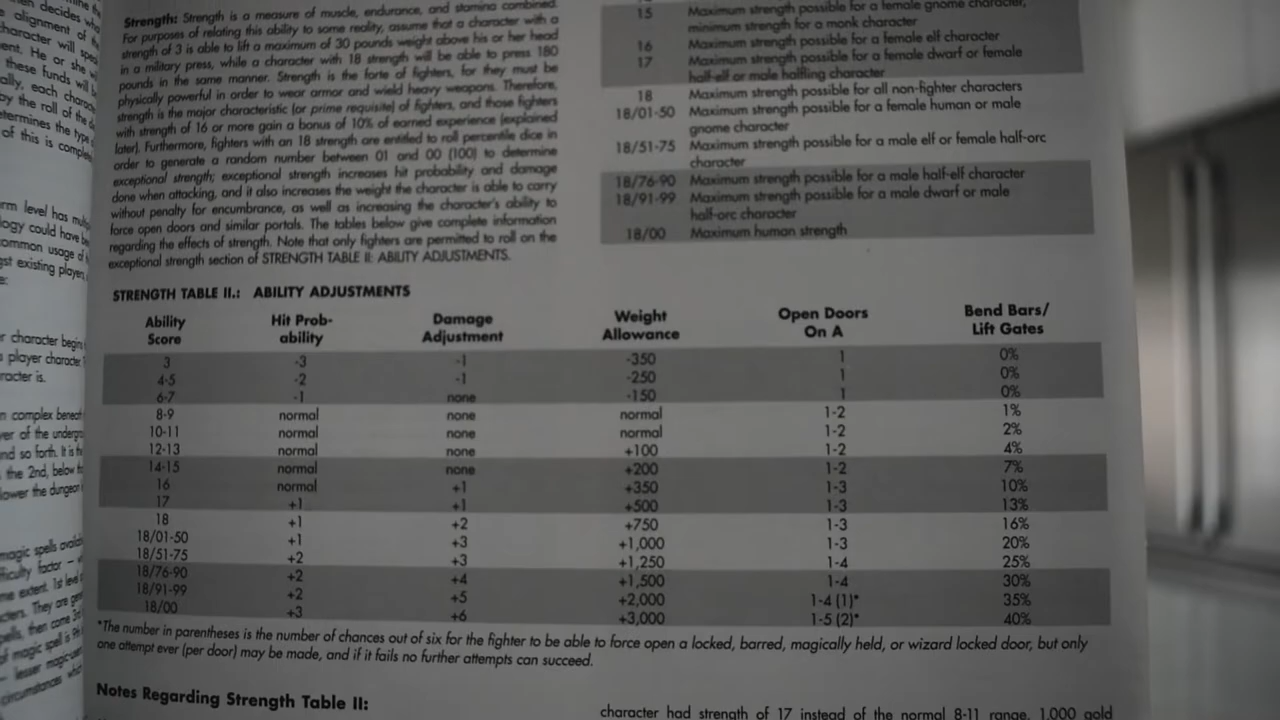 Strength: Strength is a measure of muscle, endurance, and stamina combined.
For purposes of relating this ability to some reality, assume that a character with a
strength of 3 is able to lift a maximum of 30 pounds weight above his or her head
in a military press, while a character with 18 strength will be able to press 180
pounds in the same manner. Strength is the forte of fighters, for they must be
physically powerful in order to wear armor and wield heavy weapons. Therefore,
strength is the major characteristic (or prime requisite) of fighters, and those fighters
with strength of 16 or more gain a bonus of 10% of earned experience (explained
later). Furthermore, fighters with an 18 strength are entitled to roll percentile dice in
order to generate a random number between 01 and 00 (100) to determine
exceptional strength; exceptional strength increases hit probability and damage
done when attacking, and it also increases the weight the character is able to carry
without penalty for encumbrance, as well as increasing the character's ability to
force open doors and similar portals. The tables below give complete information
regarding the effects of strength. Note that only fighters are permitted to roll on the
exceptional strength section of STRENGTH TABLE II: ABILITY ADJUSTMENTS.
15 Maximum strength possible for a female gnome character,
minimum strength for a monk character
16 Maximum strength possible for a female elf character
17 Maximum strength possible for a female dwarf or female
half-elf or male halfling character
18 Maximum strength possible for all non-fighter characters
18/01-50 Maximum strength possible for a female human or male
gnome character
18/51-75 Maximum strength possible for a male elf or female half-orc
character
18/76-90 Maximum strength possible for a male half-elf character
18/91-99 Maximum strength possible for a male dwarf or male
half-orc character
18/00 Maximum human strength
STRENGTH TABLE II.: ABILITY ADJUSTMENTS
Ability Hit Prob- Damage Weight Open Doors Bend Bars/
Score ability Adjustment Allowance On A Lift Gates
3 -3 -1 -350 1 0%
4-5 -2 -1 -250 1 0%
6-7 -1 none -150 1 0%
8-9 normal none normal 1-2 1%
10-11 normal none normal 1-2 2%
12-13 normal none +100 1-2 4%
14-15 normal none +200 1-2 7%
16 normal +1 +350 1-3 10%
17 +1 +1 +500 1-3 13%
18 +1 +2 +750 1-3 16%
18/01-50 +1 +3 +1,000 1-3 20%
18/51-75 +2 +3 +1,250 1-4 25%
18/76-90 +2 +4 +1,500 1-4 30%
18/91-99 +2 +5 +2,000 1-4 (1)* 35%
18/00 +3 +6 +3,000 1-5 (2)* 40%
*The number in parentheses is the number of chances out of six for the fighter to be able to force open a locked, barred, magically held, or wizard locked door, but only
one attempt ever (per door) may be made, and if it fails no further attempts can succeed.
Notes Regarding Strength Table II:
character had strength of 17 instead of the normal 8-11 range, 1,000 gold